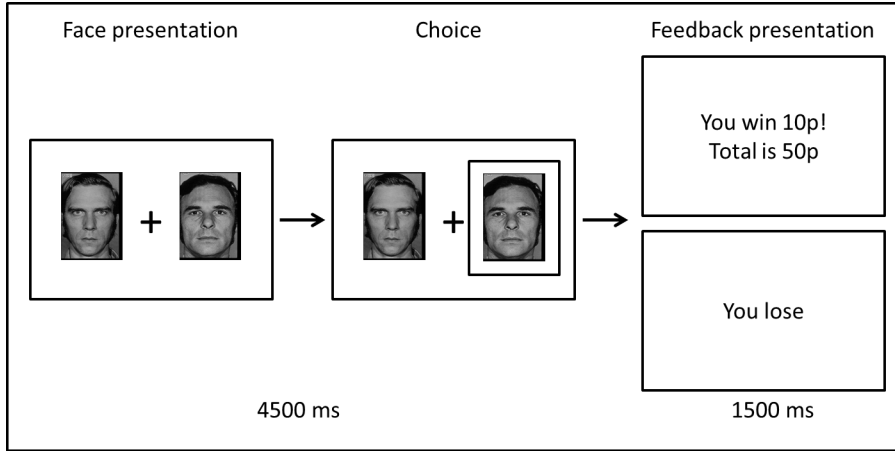 Face presentation
Choice
Feedback presentation
+
+
You win 10p!
Total is 50p
You lose
4500 ms
1500 ms